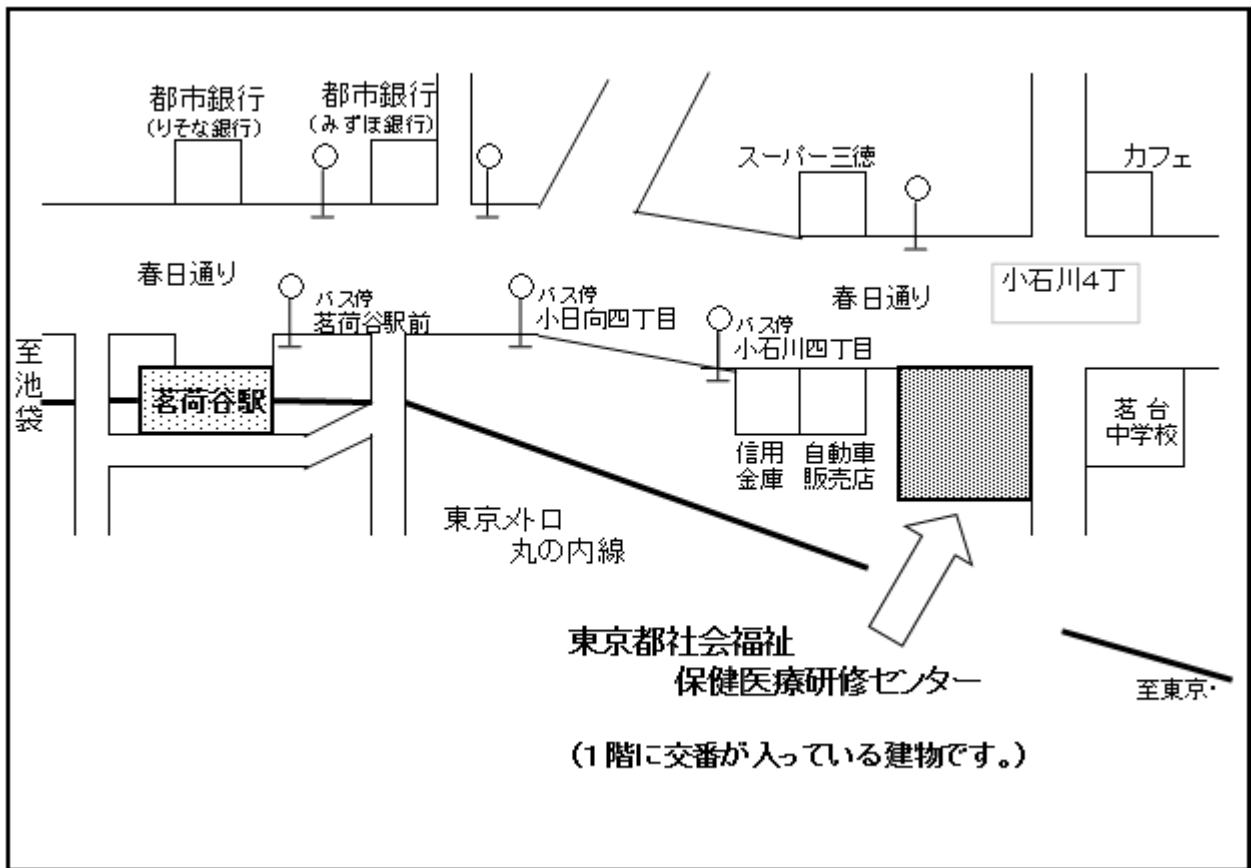 都市銀行
(りそな銀行)
都市銀行
(みずほ銀行)
スーパー三徳
カフェ
春日通り
バス停
茗荷谷駅前
バス停
小日向四丁目
春日通り
小石川4丁
バス停
小石川四丁目
至池袋
茗荷谷駅
信用
金庫
自動車
販売店
茗台
中学校
東京メトロ
丸の内線
東京都社会福祉
保健医療研修センター
至東京・
(1階に交番が入っている建物です。)